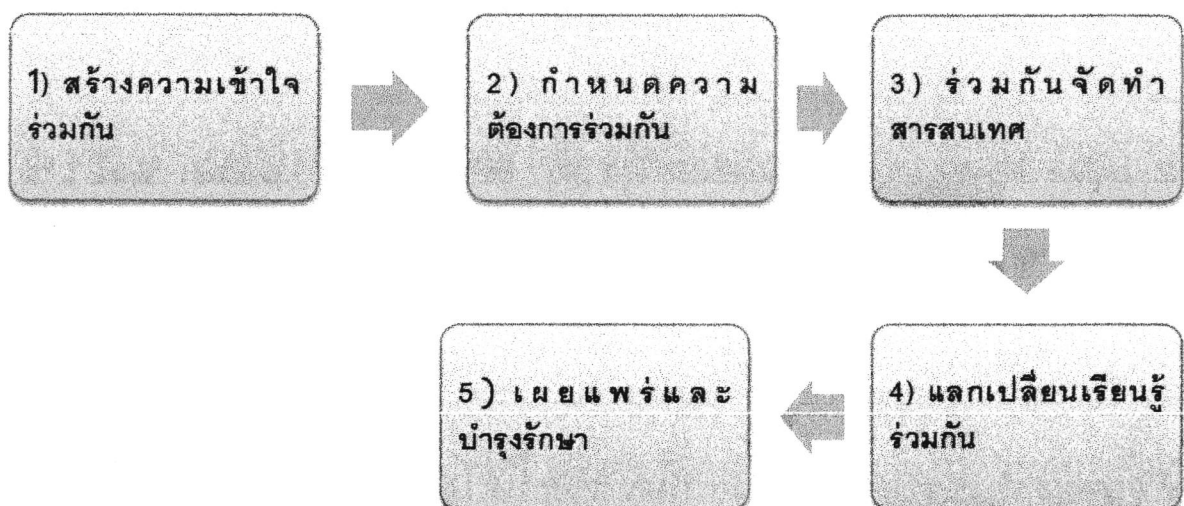 1) สร้างความเข้าใจ
ร่วมกัน
2) กำหนดความ
ต้องการร่วมกัน
3) ร่วมกันจัดทำ
สารสนเทศ
4) แลกเปลี่ยนเรียนรู้
ร่วมกัน
5) เผยแพร่และ
บำรุงรักษา